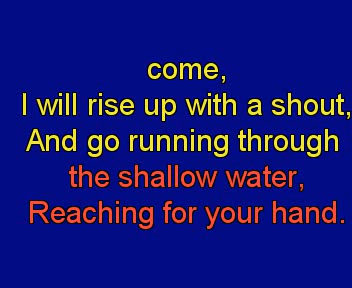 come,
I will rise up with a shout,
And go running through
the shallow water,
Reaching for your hand.